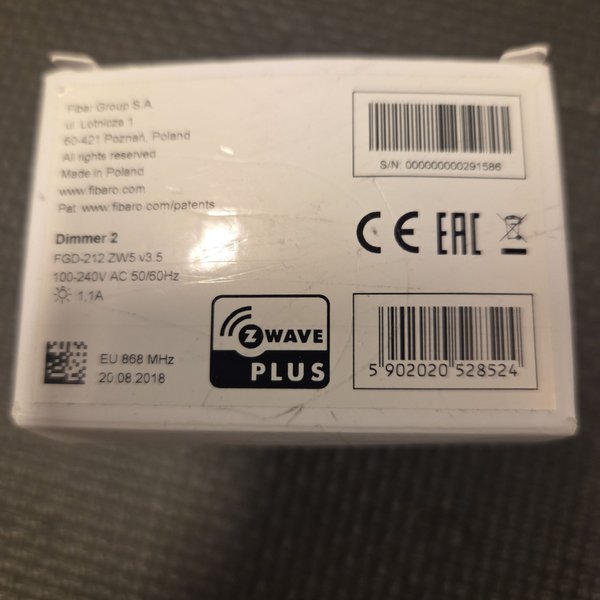 Fibar Group S.A.
ul. Lotnicza 1
60-421 Poznań, Poland
All rights reserved
Made in Poland
www.fibaro.com
Pat: www.fibaro.com/patents
Dimmer 2
FGD-212 ZW5 v3.5
100-240V AC 50/60Hz
1,1A
EU 868 MHz
20.08.2018
Z WAVE
PLUS
S/N: 000000000291586
CE EAC
5 902020 528524